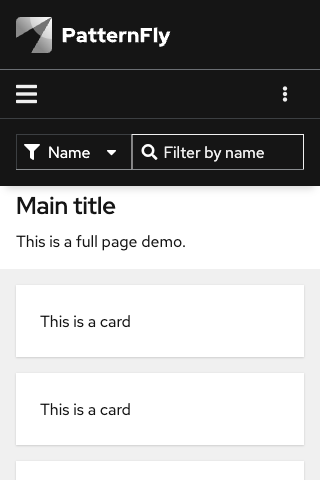 PatternFly
Name
Filter by name
Main title
This is a full page demo.
This is a card
This is a card